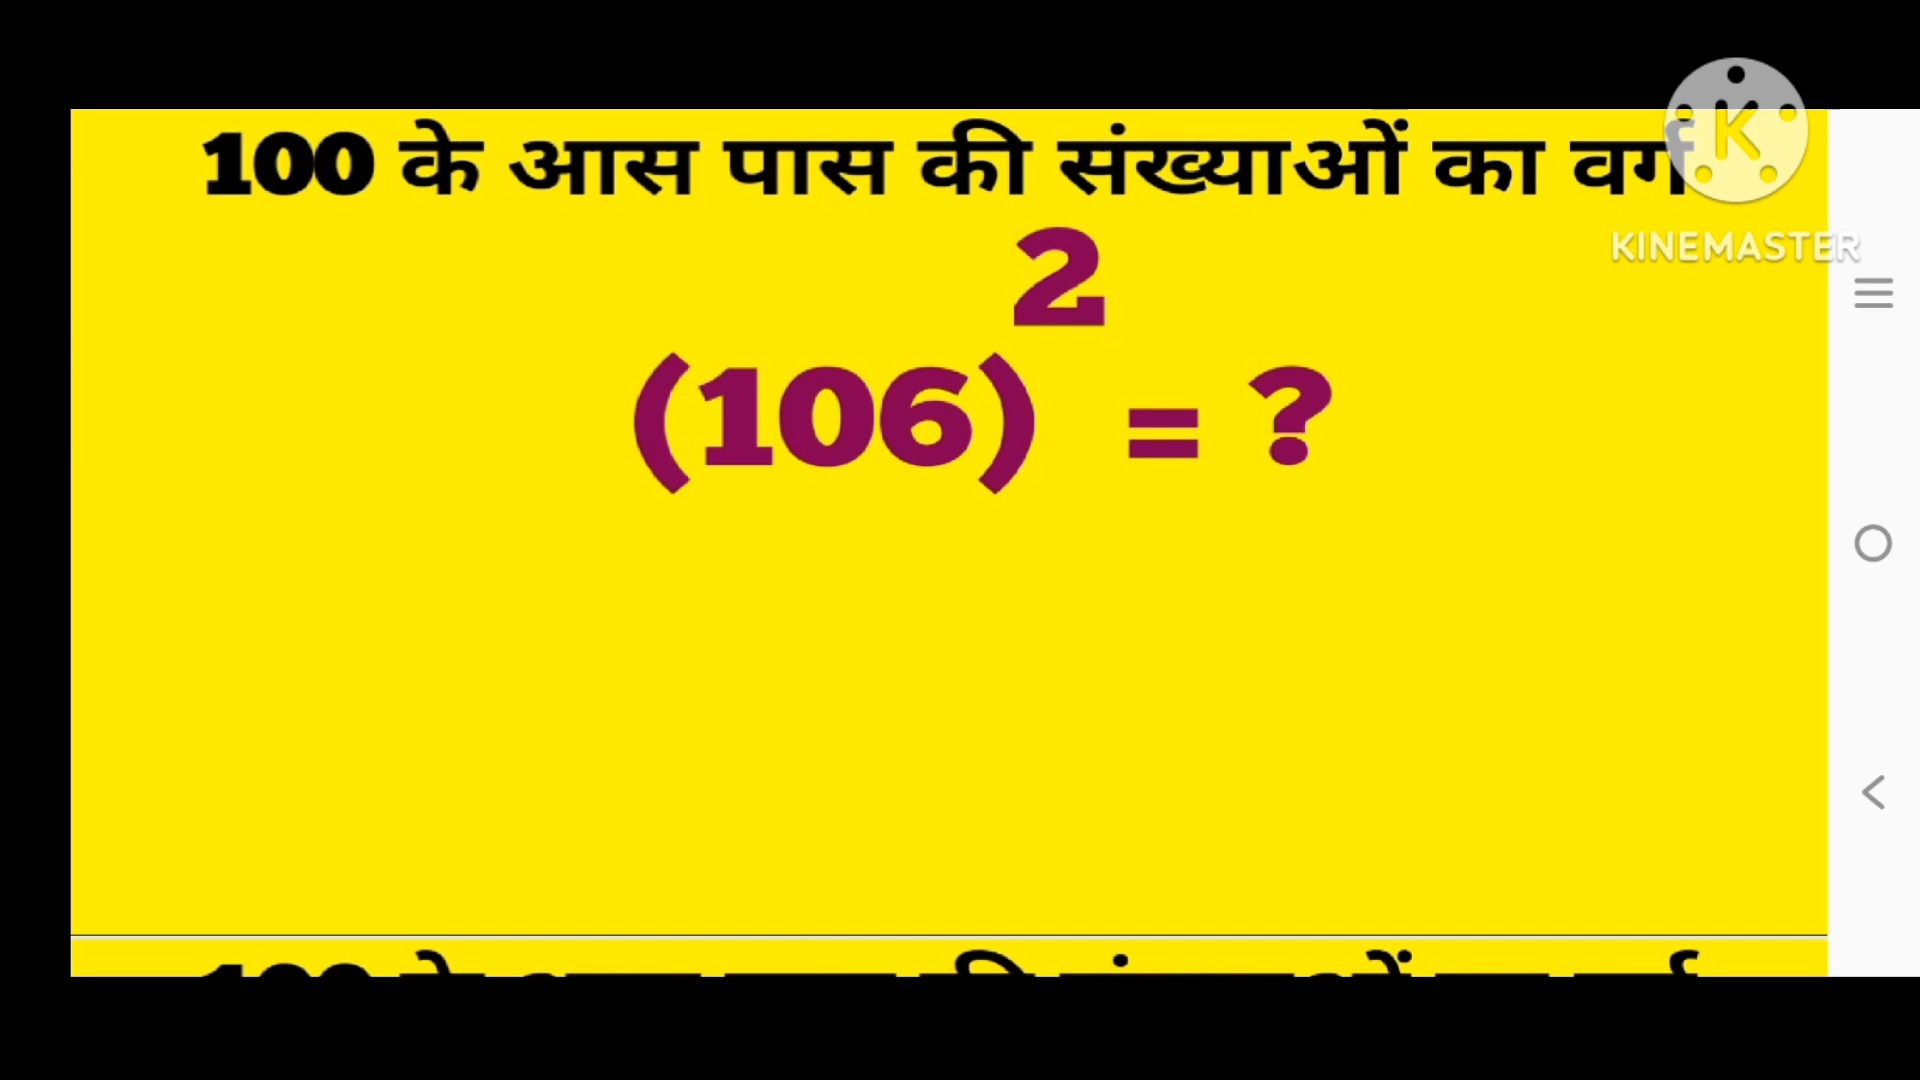 100 के आस पास की संख्याओं का वर्ग
KINEMASTER
2
(106) = ?